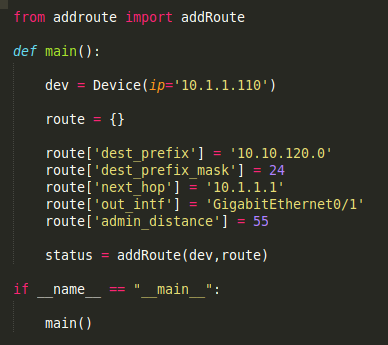 from addroute import addRoute
def main():
    dev = Device(ip='10.1.1.110')
    route = {}
    route['dest_prefix'] = '10.10.120.0'
    route['dest_prefix_mask'] = 24
    route['next_hop'] = '10.1.1.1'
    route['out_intf'] = 'GigabitEthernet0/1'
    route['admin_distance'] = 55
    status = addRoute(dev,route)
if __name__ == "__main__":
    main()